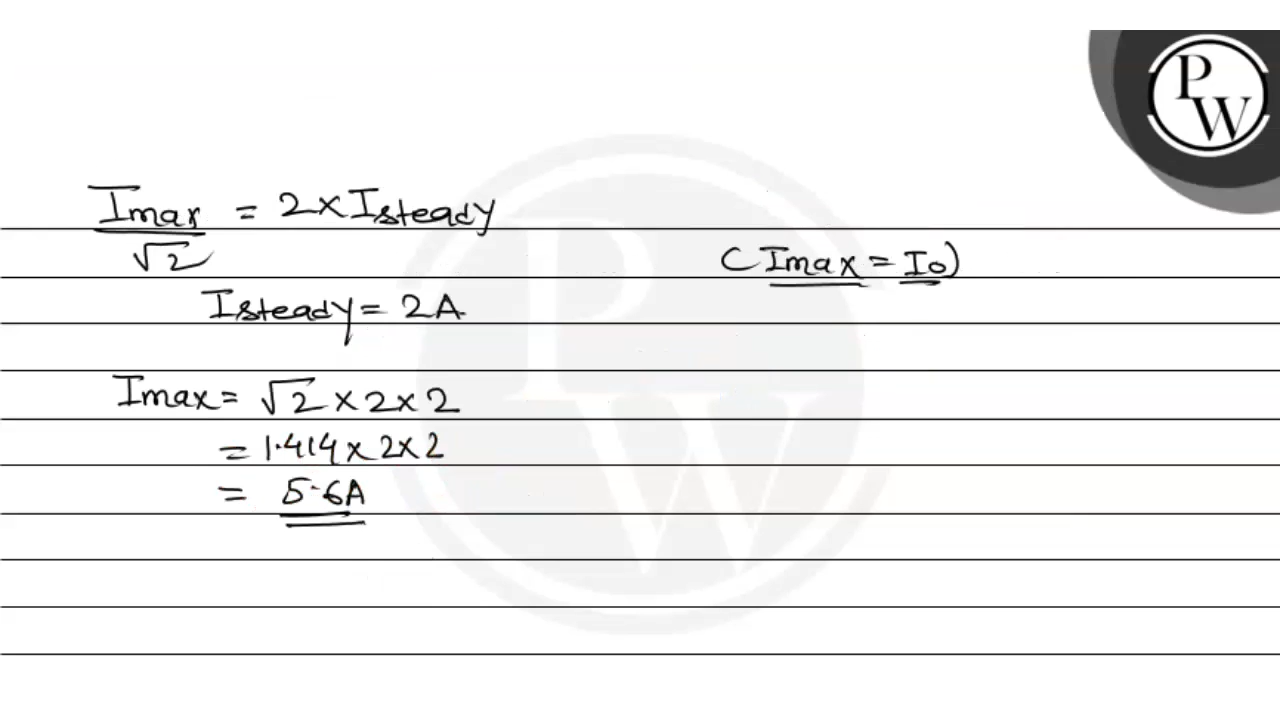 PW
Imax / √2 = 2 × Isteady
(Imax = I0)
Isteady = 2A
Imax = √2 × 2 × 2
= 1.414 × 2 × 2
= 5.6A
PW